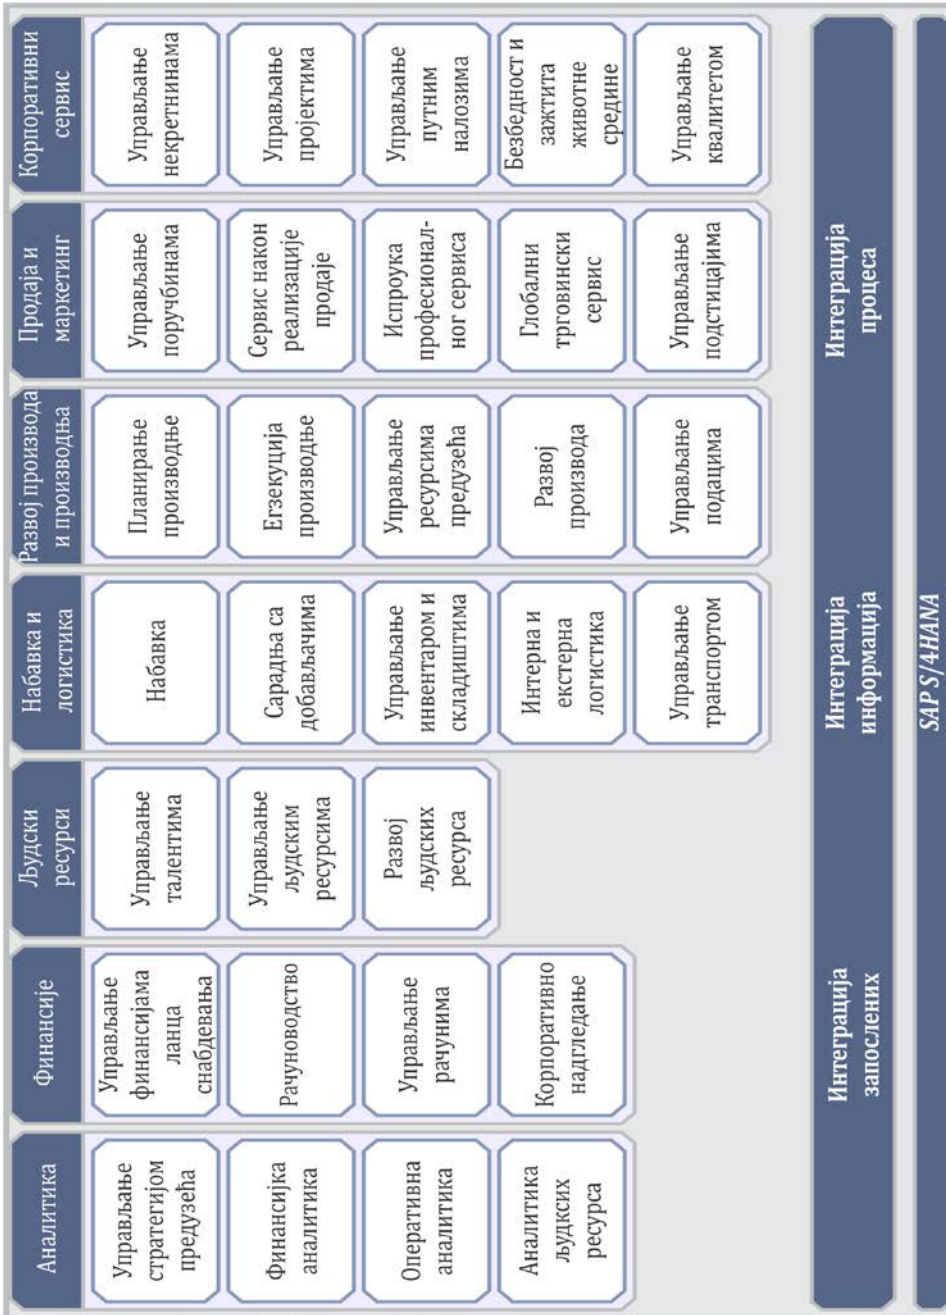 Аналитика
Управљање
стратегијом
предузећа
Финансијка
аналитика
Оперативна
аналитика
Аналитика
људксих
ресурса
Финансије
Управљање
финансијама
ланца
снабдевања
Рачуноводство
Управљање
рачунима
Корпоративно
надгледање
Људски
ресурси
Управљање
талентима
Управљање
људским
ресурсима
Развој
људских
ресурса
Набавка и
логистика
Набавка
Сарадња са
добављачима
Управљање
инвентаром и
складиштима
Интерна и
екстерна
логистика
Управљање
транспортом
Развој производа
и производња
Планирање
производње
Егзекуција
производње
Управљање
ресурсима
предузећа
Развој
производа
Управљање
подацима
Продаја и
маркетинг
Управљање
поручбинама
Сервис након
реализације
продаје
Испроука
професионал-
ног сервиса
Глобални
трговински
сервис
Управљање
подстицајима
Корпоративни
сервис
Управљање
некретнинама
Управљање
пројектима
Управљање
путним
налозима
Безбедност и
зажтита
животне
средине
Управљање
квалитетом
Интеграција
запослених
Интеграција
информација
Интеграција
процеса
SAP S/4HANA